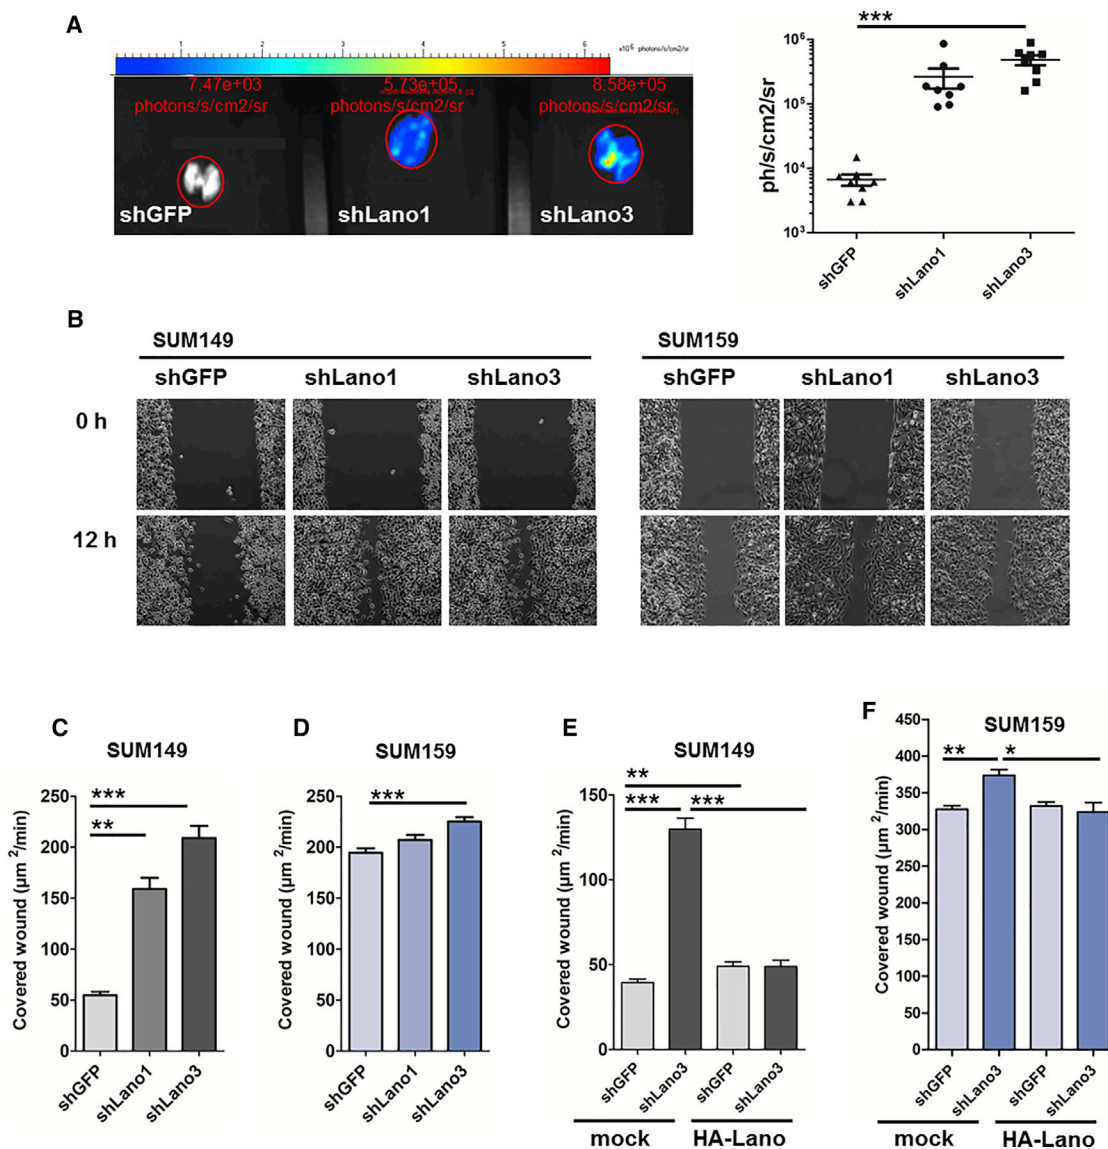 A
1 2 3 4 5 6 x10⁶ photons/s/cm2/sr
7.47e+03 5.73e+05 8.58e+05
photons/s/cm2/sr photons/s/cm2/sr photons/s/cm2/sr
shGFP shLano1 shLano3
***
ph/s/cm2/sr
10⁶
10⁵
10⁴
10³
shGFP shLano1 shLano3
B
SUM149 SUM159
shGFP shLano1 shLano3 shGFP shLano1 shLano3
0 h
12 h
C
SUM149
Covered wound (µm ²/min)
250
200
150
100
50
0
***
**
shGFP shLano1 shLano3
D
SUM159
Covered wound (µm ²/min)
250
200
150
100
50
0
***
shGFP shLano1 shLano3
E
SUM149
Covered wound (µm ²/min)
150
100
50
0
**
*** ***
shGFP shLano3 shGFP shLano3
mock HA-Lano
F
SUM159
Covered wound (µm ²/min)
450
400
350
300
250
200
150
100
50
0
** *
shGFP shLano3 shGFP shLano3
mock HA-Lano